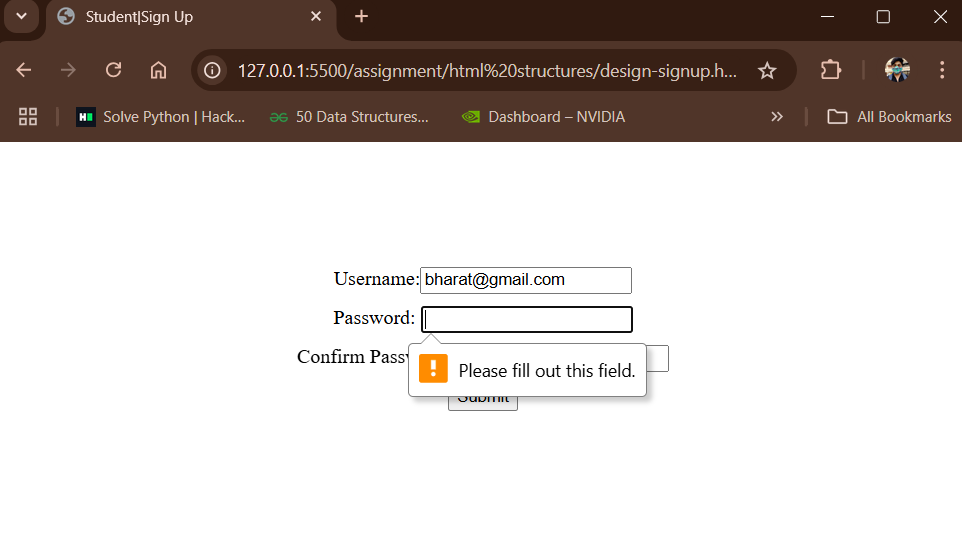 Student|Sign Up
127.0.0.1:5500/assignment/html%20structures/design-signup.h...
Solve Python | Hack... 50 Data Structures... Dashboard – NVIDIA All Bookmarks
Username: bharat@gmail.com
Password:
Confirm Passw
Please fill out this field.
Submit